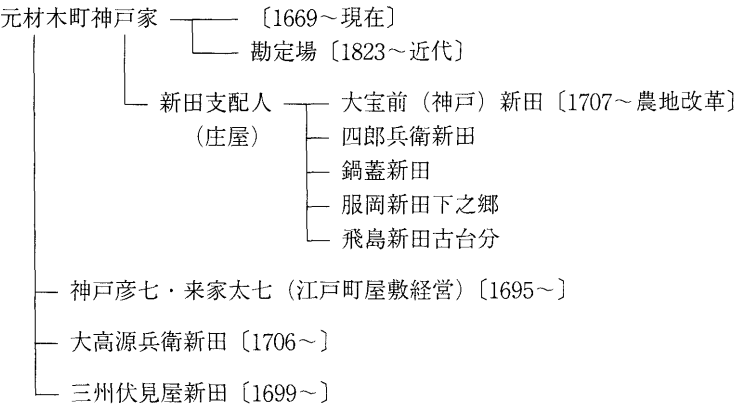 元材木町神戸家 〔1669～現在〕
勘定場〔1823～近代〕
新田支配人 大宝前（神戸）新田〔1707～農地改革〕
（庄屋） 四郎兵衛新田
鍋蓋新田
服岡新田下之郷
飛島新田古台分
神戸彦七・来家太七（江戸町屋敷経営）〔1695～〕
大高源兵衛新田〔1706～〕
三州伏見屋新田〔1699～〕